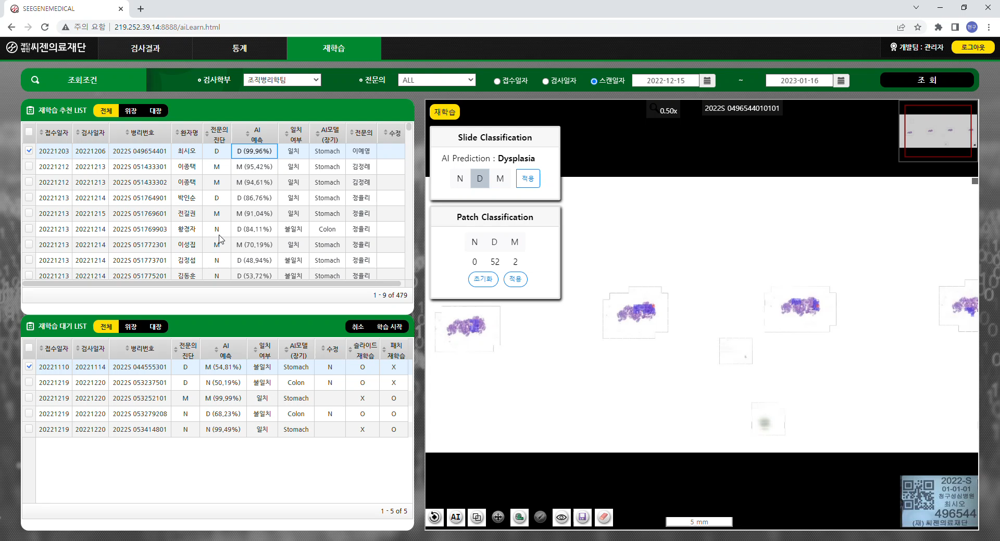 SEEGENEMEDICAL
주의 요함 219.252.39.14:8888/aiLearn.html
현구
재단법인 씨젠의료재단 검사결과 통계 재학습 개발팀 : 관리자 로그아웃
조회조건 검사학부 조직병리학팀 전문의 ALL 접수일자 검사일자 스캔일자 2022-12-15 ~ 2023-01-16 조 회
재학습 추천 LIST 전체 위장 대장
접수일자 검사일자 병리번호 환자명 전문의 진단 AI 예측 일치 여부 AI모델 (장기) 전문의 수정
20221203 20221206 2022S 049654401 최시오 D D (99.96%) 일치 Stomach 이예영
20221212 20221213 2022S 051433301 이종택 M M (95.42%) 일치 Stomach 김정례
20221212 20221213 2022S 051433302 이종택 M M (94.61%) 일치 Stomach 김정례
20221213 20221214 2022S 051764901 박인순 D D (86.76%) 일치 Stomach 정율리
20221213 20221215 2022S 051769601 전길권 M M (91.04%) 일치 Stomach 정율리
20221213 20221214 2022S 051769903 황경자 N D (84.11%) 불일치 Colon 정율리
20221213 20221214 2022S 051772301 이성집 M M (70.19%) 일치 Stomach 정율리
20221213 20221214 2022S 051773701 김정섭 N D (48.94%) 불일치 Stomach 정율리
20221213 20221214 2022S 051775201 김동훈 N D (53.72%) 불일치 Stomach 정율리
1 - 9 of 479
재학습 대기 LIST 전체 위장 대장 취소 학습 시작
접수일자 검사일자 병리번호 전문의 진단 AI 예측 일치 여부 AI모델 (장기) 수정 슬라이드 재학습 패치 재학습
20221110 20221114 2022S 044555301 D M (54.81%) 불일치 Stomach N O X
20221219 20221220 2022S 053237501 D N (50.19%) 불일치 Colon N O X
20221219 20221220 2022S 053252101 M M (99.99%) 일치 Stomach X O
20221219 20221220 2022S 053279208 N D (68.23%) 불일치 Colon N O O
20221219 20221220 2022S 053414801 N N (99.49%) 일치 Stomach X O
1 - 5 of 5
재학습
0.50x
2022S 0496544010101
Slide Classification
AI Prediction : Dysplasia
N D M 적용
Patch Classification
N D M
0 52 2
초기화 적용
AI
5 mm
2022-S
01-01-01
청구성심병원
최시오
496544
(재) 씨젠의료재단